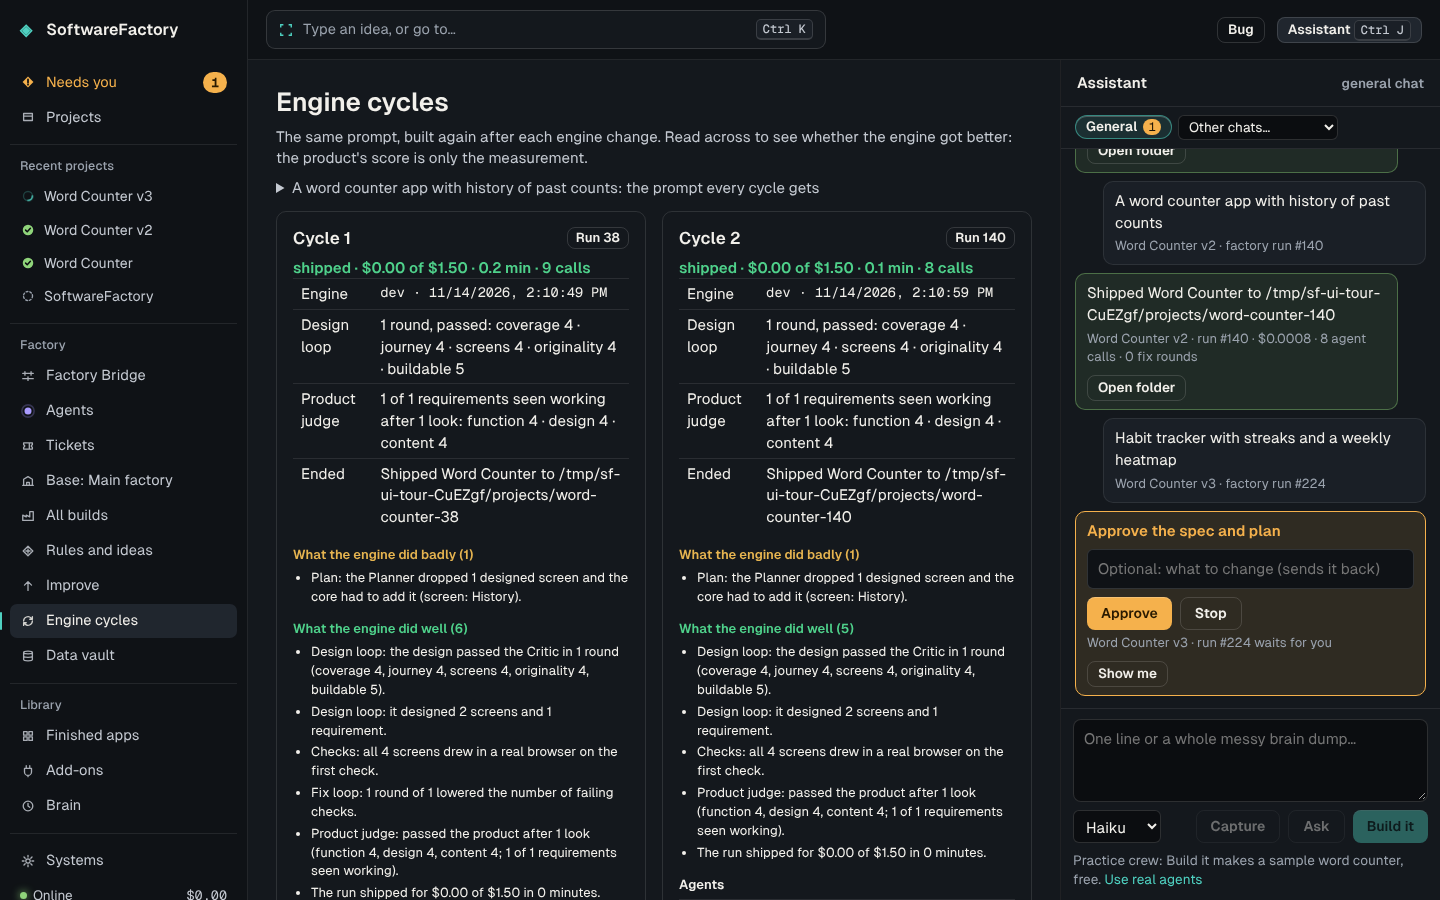 SoftwareFactory
Needs you 1
Projects
Recent projects
Word Counter v3
Word Counter v2
Word Counter
SoftwareFactory
Factory
Factory Bridge
Agents
Tickets
Base: Main factory
All builds
Rules and ideas
Improve
Engine cycles
Data vault
Library
Finished apps
Add-ons
Brain
Systems
Online $0.00
Type an idea, or go to… Ctrl K
Bug
Assistant Ctrl J
Engine cycles
The same prompt, built again after each engine change. Read across to see whether the engine got better:
the product's score is only the measurement.
A word counter app with history of past counts: the prompt every cycle gets
Cycle 1 Run 38
shipped · $0.00 of $1.50 · 0.2 min · 9 calls
Engine dev · 11/14/2026, 2:10:49 PM
Design loop
1 round, passed: coverage 4 ·
journey 4 · screens 4 · originality 4
· buildable 5
Product judge
1 of 1 requirements seen working
after 1 look: function 4 · design 4 ·
content 4
Ended
Shipped Word Counter to /tmp/sf-
ui-tour-CuEZgf/projects/word-
counter-38
What the engine did badly (1)
• Plan: the Planner dropped 1 designed screen and the
core had to add it (screen: History).
What the engine did well (6)
• Design loop: the design passed the Critic in 1 round
(coverage 4, journey 4, screens 4, originality 4,
buildable 5).
• Design loop: it designed 2 screens and 1
requirement.
• Checks: all 4 screens drew in a real browser on the
first check.
• Fix loop: 1 round of 1 lowered the number of failing
checks.
• Product judge: passed the product after 1 look
(function 4, design 4, content 4; 1 of 1 requirements
seen working).
• The run shipped for $0.00 of $1.50 in 0 minutes.
Cycle 2 Run 140
shipped · $0.00 of $1.50 · 0.1 min · 8 calls
Engine dev · 11/14/2026, 2:10:59 PM
Design loop
1 round, passed: coverage 4 ·
journey 4 · screens 4 · originality 4
· buildable 5
Product judge
1 of 1 requirements seen working
after 1 look: function 4 · design 4 ·
content 4
Ended
Shipped Word Counter to /tmp/sf-
ui-tour-CuEZgf/projects/word-
counter-140
What the engine did badly (1)
• Plan: the Planner dropped 1 designed screen and the
core had to add it (screen: History).
What the engine did well (5)
• Design loop: the design passed the Critic in 1 round
(coverage 4, journey 4, screens 4, originality 4,
buildable 5).
• Design loop: it designed 2 screens and 1
requirement.
• Checks: all 4 screens drew in a real browser on the
first check.
• Product judge: passed the product after 1 look
(function 4, design 4, content 4; 1 of 1 requirements
seen working).
• The run shipped for $0.00 of $1.50 in 0 minutes.
Agents
Assistant general chat
General 1
Other chats…
Open folder
A word counter app with history of past
counts
Word Counter v2 · factory run #140
Shipped Word Counter to /tmp/sf-ui-tour-
CuEZgf/projects/word-counter-140
Word Counter v2 · run #140 · $0.0008 · 8 agent
calls · 0 fix rounds
Open folder
Habit tracker with streaks and a weekly
heatmap
Word Counter v3 · factory run #224
Approve the spec and plan
Optional: what to change (sends it back)
Approve Stop
Word Counter v3 · run #224 waits for you
Show me
One line or a whole messy brain dump…
Haiku Capture Ask Build it
Practice crew: Build it makes a sample word counter,
free. Use real agents